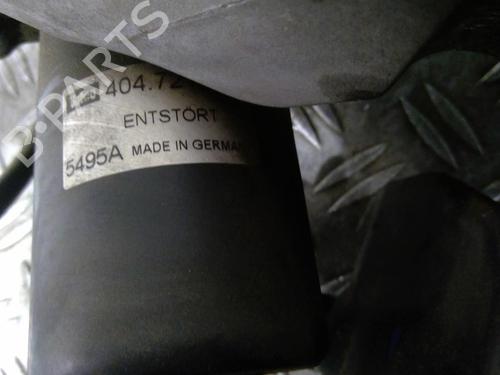 B-PARTS
404.72
ENTSTÖRT
5495A MADE IN GERMAN